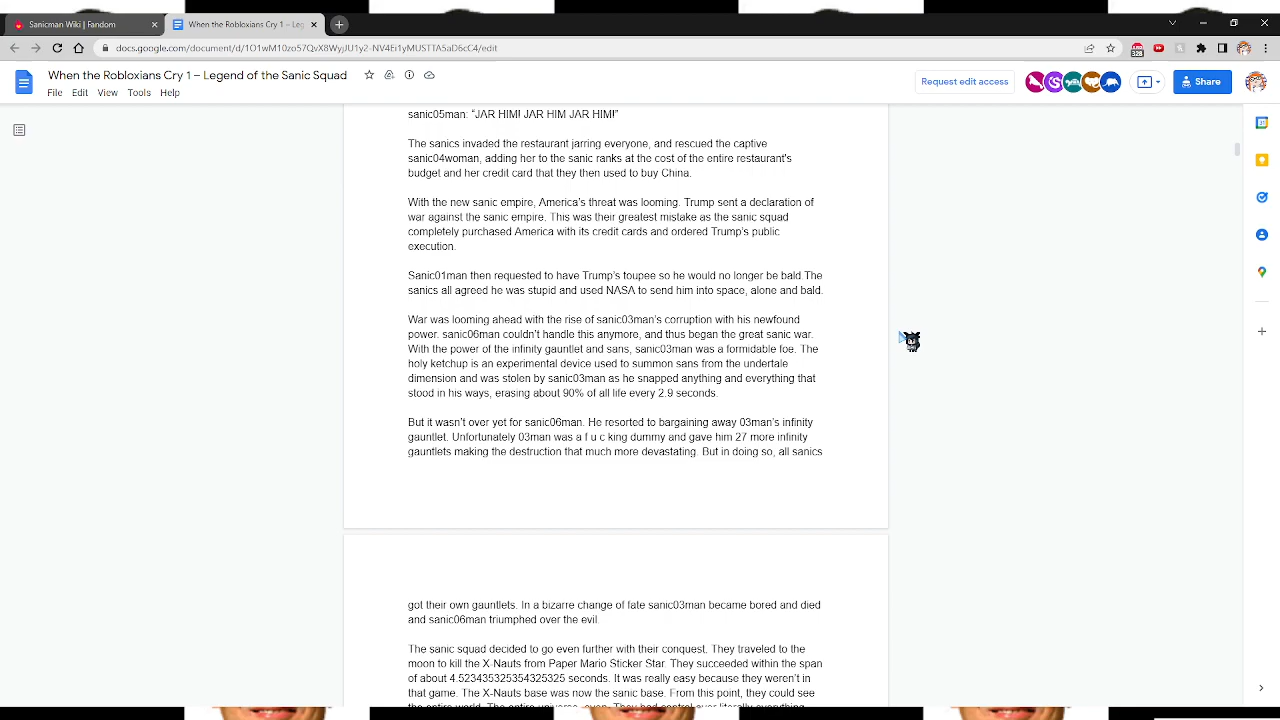 Sanicman Wiki | Fandom
When the Robloxians Cry 1 – Leg
docs.google.com/document/d/1O1wM10zo57QvX8WyjJU1y2-NV4Ei1yMUSTTA5aD6cC4/edit
When the Robloxians Cry 1 – Legend of the Sanic Squad
Request edit access
Share
File Edit View Tools Help
sanic05man: “JAR HIM! JAR HIM JAR HIM!”
The sanics invaded the restaurant jarring everyone, and rescued the captive
sanic04woman, adding her to the sanic ranks at the cost of the entire restaurant's
budget and her credit card that they then used to buy China.
With the new sanic empire, America’s threat was looming. Trump sent a declaration of
war against the sanic empire. This was their greatest mistake as the sanic squad
completely purchased America with its credit cards and ordered Trump’s public
execution.
Sanic01man then requested to have Trump’s toupee so he would no longer be bald.The
sanics all agreed he was stupid and used NASA to send him into space, alone and bald.
War was looming ahead with the rise of sanic03man’s corruption with his newfound
power. sanic06man couldn’t handle this anymore, and thus began the great sanic war.
With the power of the infinity gauntlet and sans, sanic03man was a formidable foe. The
holy ketchup is an experimental device used to summon sans from the undertale
dimension and was stolen by sanic03man as he snapped anything and everything that
stood in his ways, erasing about 90% of all life every 2.9 seconds.
But it wasn’t over yet for sanic06man. He resorted to bargaining away 03man’s infinity
gauntlet. Unfortunately 03man was a f u c king dummy and gave him 27 more infinity
gauntlets making the destruction that much more devastating. But in doing so, all sanics
got their own gauntlets. In a bizarre change of fate sanic03man became bored and died
and sanic06man triumphed over the evil.
The sanic squad decided to go even further with their conquest. They traveled to the
moon to kill the X-Nauts from Paper Mario Sticker Star. They succeeded within the span
of about 4.5234353253543253​25 seconds. It was really easy because they weren’t in
that game. The X-Nauts base was now the sanic base. From this point, they could see
the entire world. The entire universe, even. They had control over literally everything